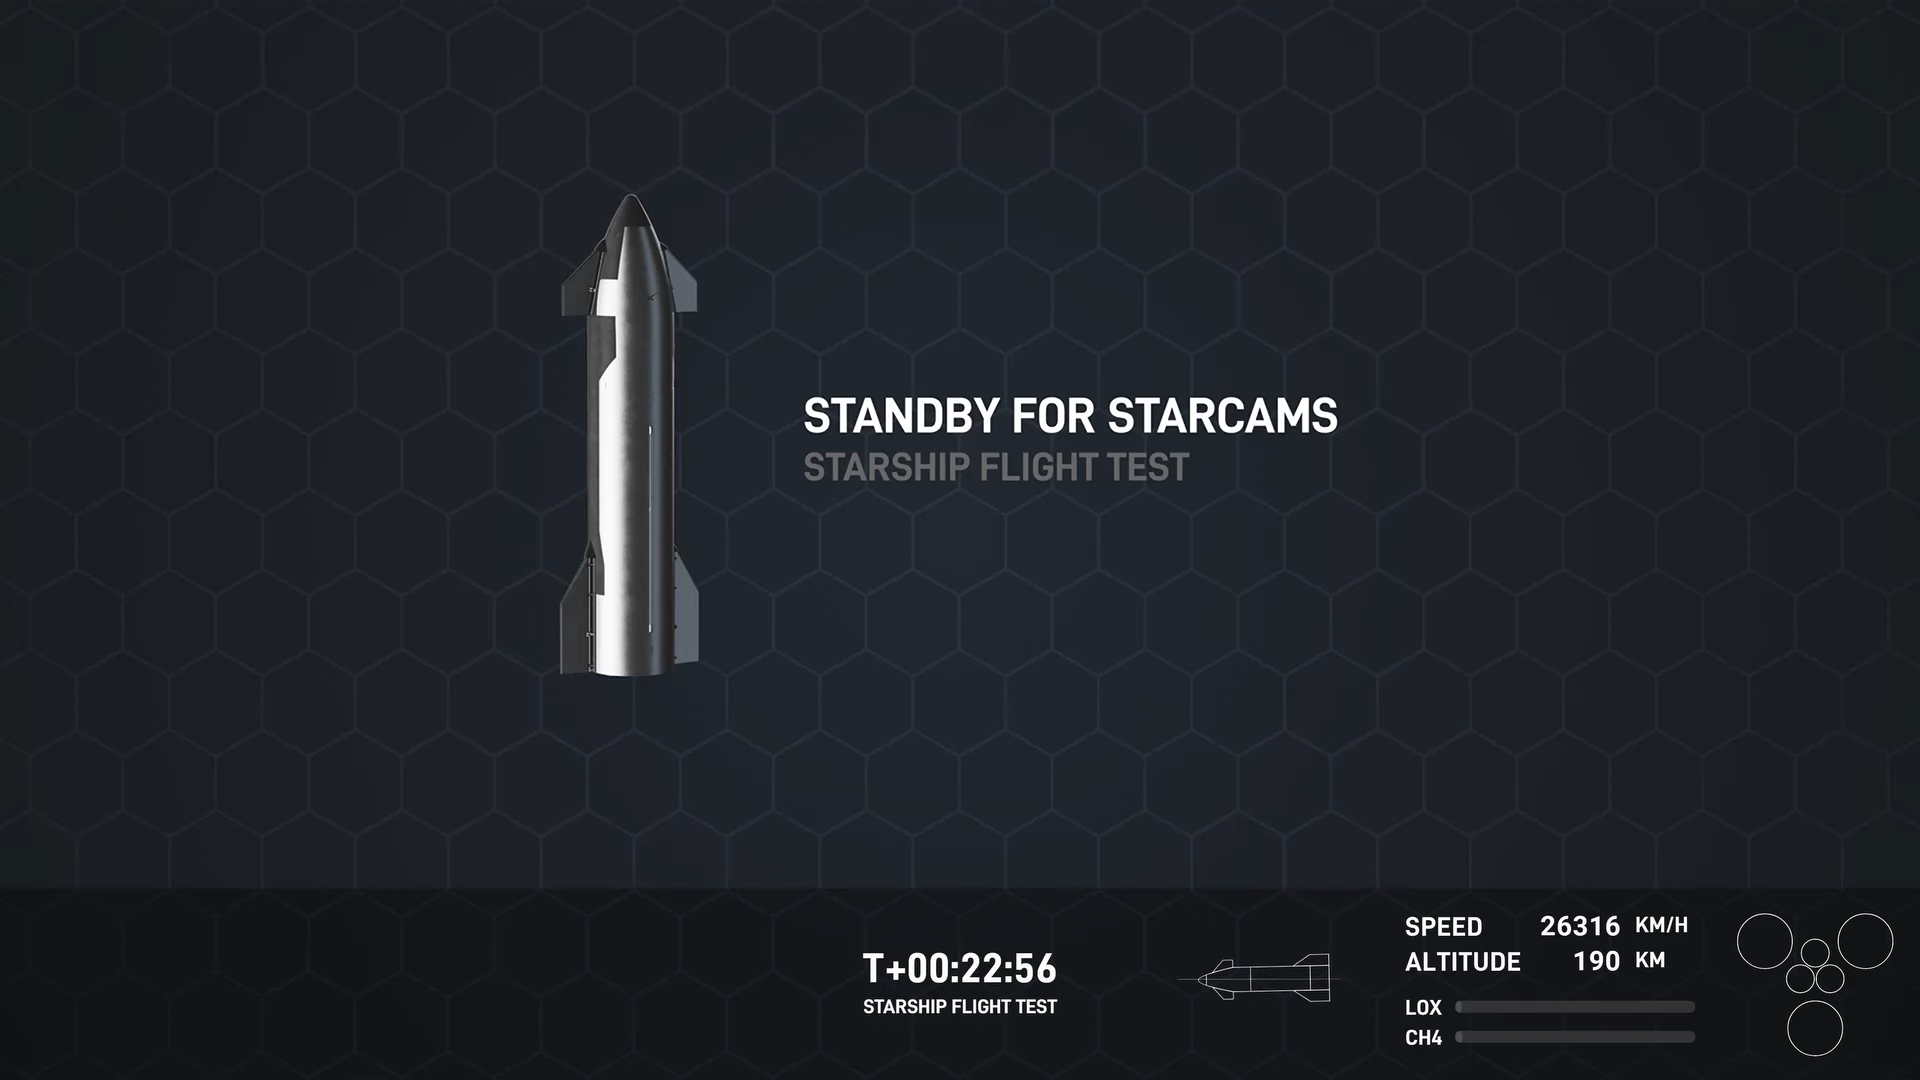 STANDBY FOR STARCAMS
STARSHIP FLIGHT TEST
T+00:22:56
STARSHIP FLIGHT TEST
SPEED 26316 KM/H
ALTITUDE 190 KM
LOX
CH4